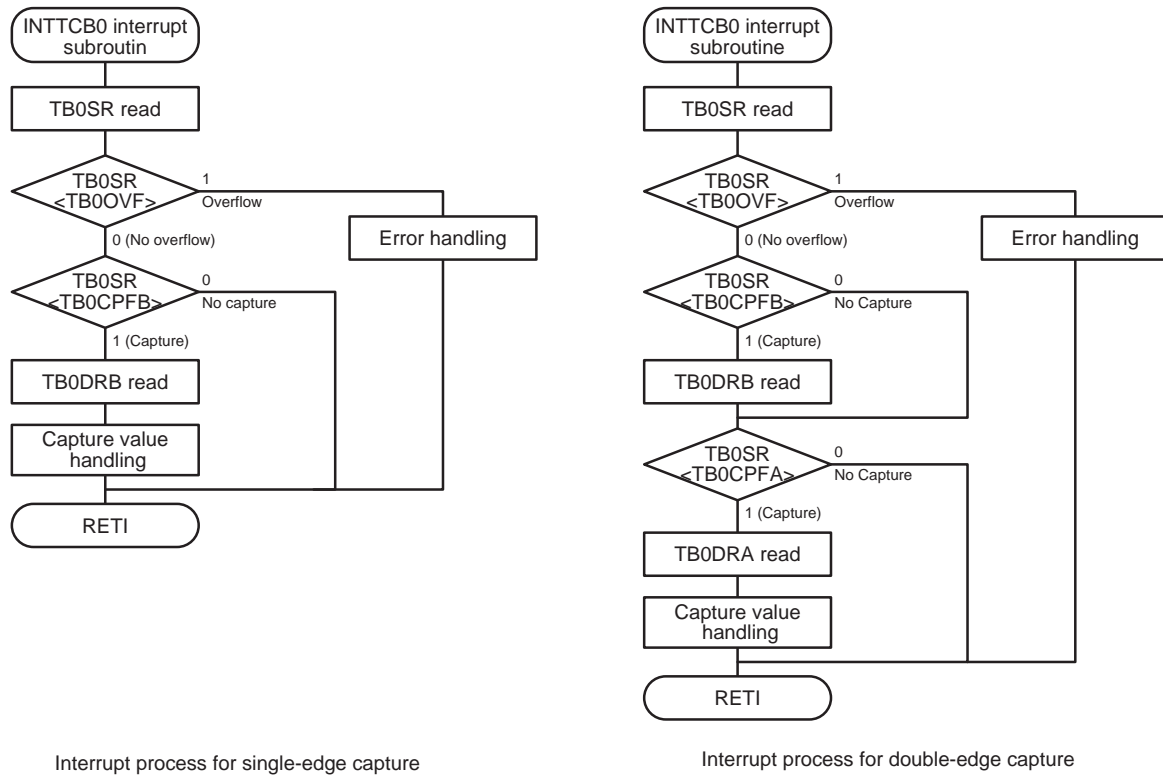 INTTCB0 interrupt
subroutin
TB0SR read
TB0SR
<TB0OVF>
1
Overflow
0 (No overflow)
Error handling
TB0SR
<TB0CPFB>
0
No capture
1 (Capture)
TB0DRB read
Capture value
handling
RETI
Interrupt process for single-edge capture
INTTCB0 interrupt
subroutine
TB0SR read
TB0SR
<TB0OVF>
1
Overflow
0 (No overflow)
Error handling
TB0SR
<TB0CPFB>
0
No Capture
1 (Capture)
TB0DRB read
TB0SR
<TB0CPFA>
0
No Capture
1 (Capture)
TB0DRA read
Capture value
handling
RETI
Interrupt process for double-edge capture